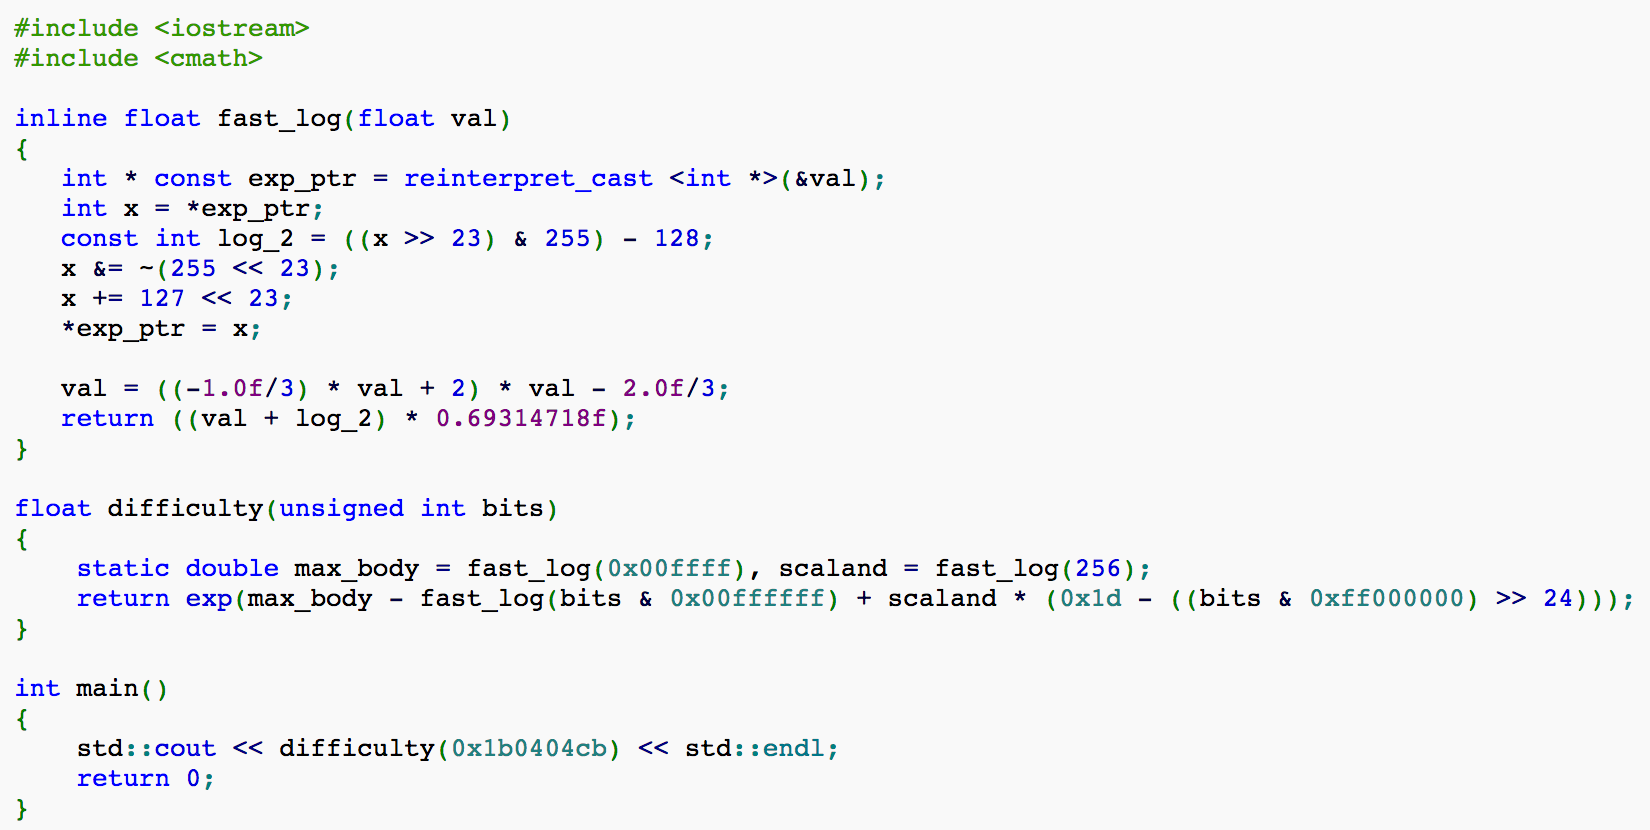 #include <iostream>
#include <cmath>

inline float fast_log(float val)
{
   int * const exp_ptr = reinterpret_cast <int *>(&val);
   int x = *exp_ptr;
   const int log_2 = ((x >> 23) & 255) - 128;
   x &= ~(255 << 23);
   x += 127 << 23;
   *exp_ptr = x;

   val = ((-1.0f/3) * val + 2) * val - 2.0f/3;
   return ((val + log_2) * 0.69314718f);
}

float difficulty(unsigned int bits)
{
    static double max_body = fast_log(0x00ffff), scaland = fast_log(256);
    return exp(max_body - fast_log(bits & 0x00ffffff) + scaland * (0x1d - ((bits & 0xff000000) >> 24)));
}

int main()
{
    std::cout << difficulty(0x1b0404cb) << std::endl;
    return 0;
}